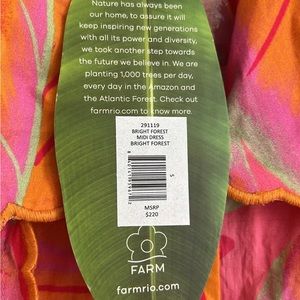 Nature has always been
our home, to assure it will
keep inspiring new generations
with all its power and diversity,
we took another step towards
the future we believe in. We are
planting 1,000 trees per day,
every day in the Amazon and
the Atlantic Forest. Check out
farmrio.com to know more.
291119
BRIGHT FOREST
MIDI DRESS
BRIGHT FOREST
S
MSRP
$220
FARM
farmrio.com